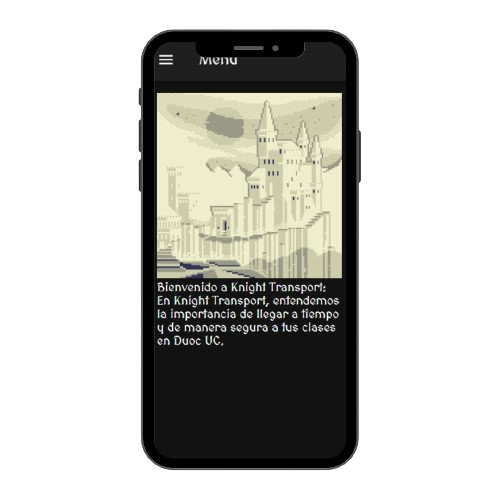 Menú
Bienvenido a Knight Transport:
En Knight Transport, entendemos
la importancia de llegar a tiempo
y de manera segura a tus clases
en Duoc UC.